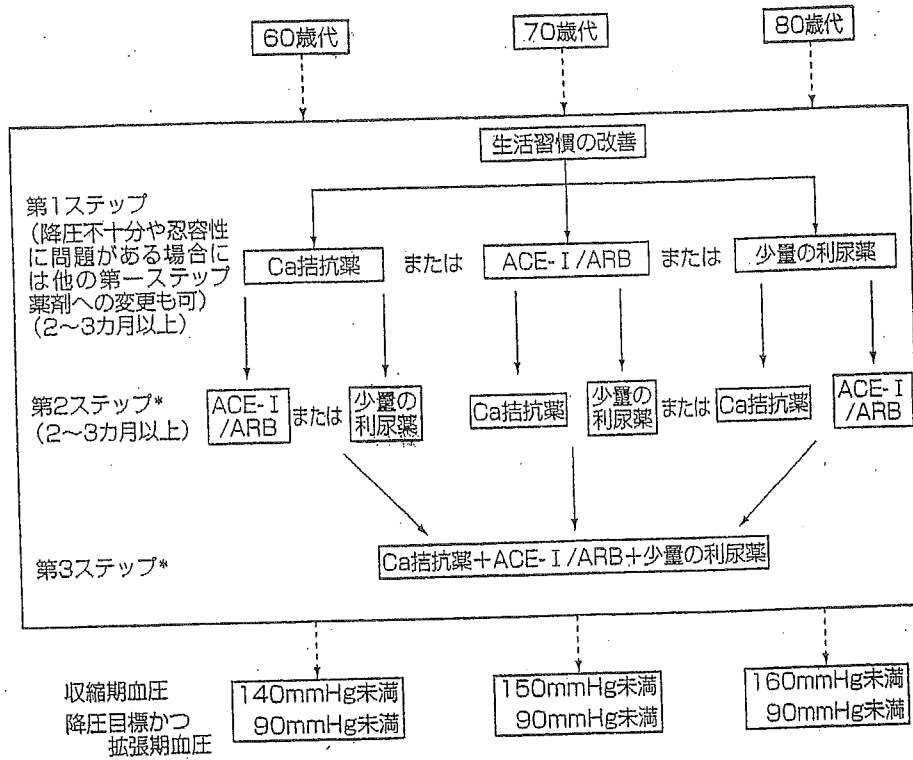 60歳代
70歳代
80歳代
生活習慣の改善
第1ステップ
(降圧不十分や忍容性
に問題がある場合に
は他の第一ステップ
薬剤への変更も可)
(2~3カ月以上)
Ca拮抗薬 または ACE-I/ARB または 少量の利尿薬
第2ステップ*
(2~3カ月以上)
ACE-I
/ARB
または
少量の
利尿薬
Ca拮抗薬
少量の
利尿薬
または
Ca拮抗薬
ACE-I
/ARB
第3ステップ*
Ca拮抗薬+ACE-I/ARB+少量の利尿薬
収縮期血圧
降圧目標かつ
拡張期血圧
140mmHg未満
90mmHg未満
150mmHg未満
90mmHg未満
160mmHg未満
90mmHg未満